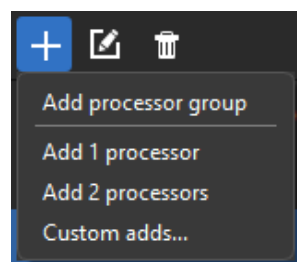 Add processor group
Add 1 processor
Add 2 processors
Custom adds...